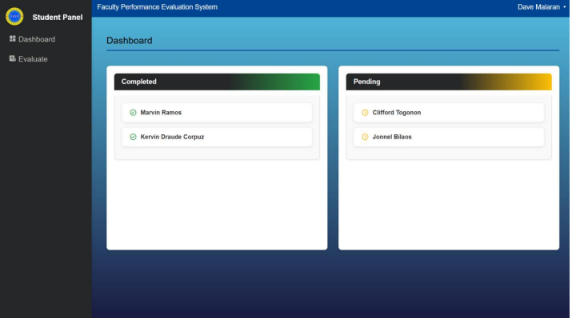 Student Panel
Faculty Performance Evaluation System
Dave Malaran
Dashboard
Evaluate
Dashboard
Completed
Marvin Ramos
Kervin Draude Corpuz
Pending
Clifford Togonon
Jonnel Bilaos